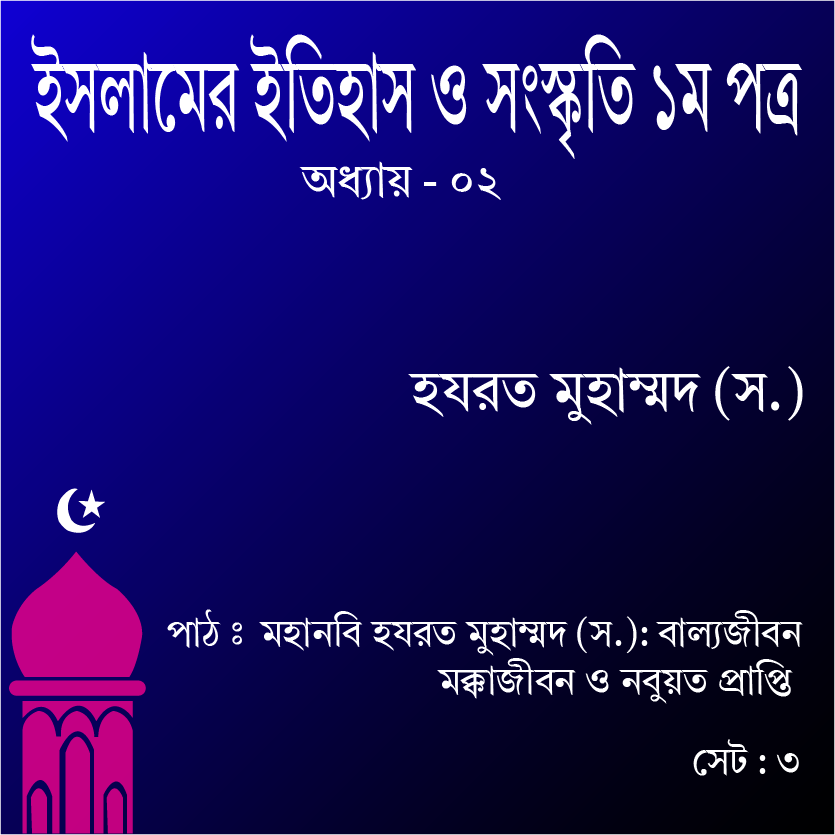 ইসলামের ইতিহাস ও সংস্কৃতি ১ম পত্র
অধ্যায় - ০২
হযরত মুহাম্মদ (স.)
পাঠ ঃ মহানবি হযরত মুহাম্মদ (স.): বাল্যজীবন
মক্কাজীবন ও নবুয়ত প্রাপ্তি
সেট : ৩